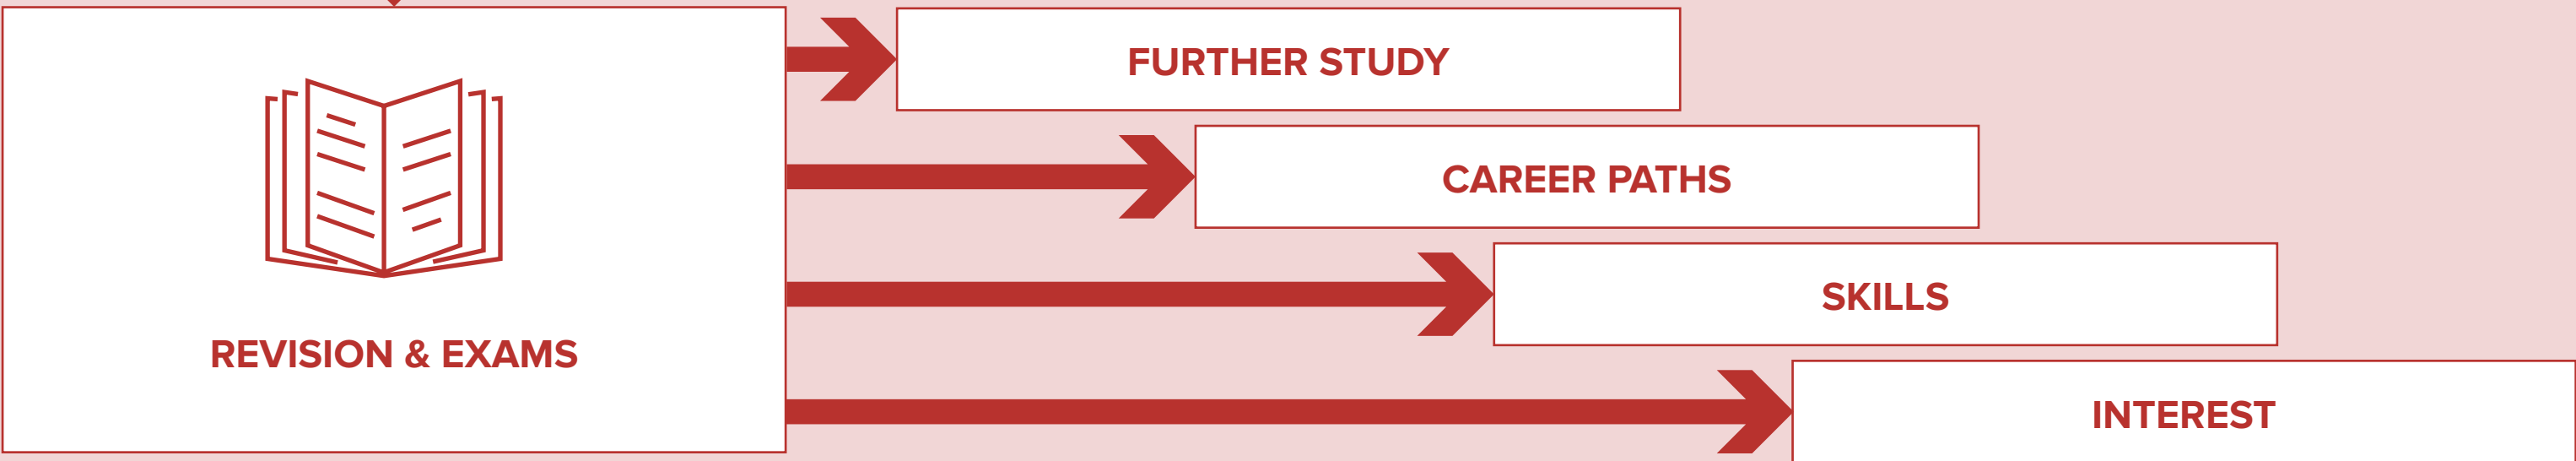 REVISION & EXAMS
FURTHER STUDY
CAREER PATHS
SKILLS
INTEREST